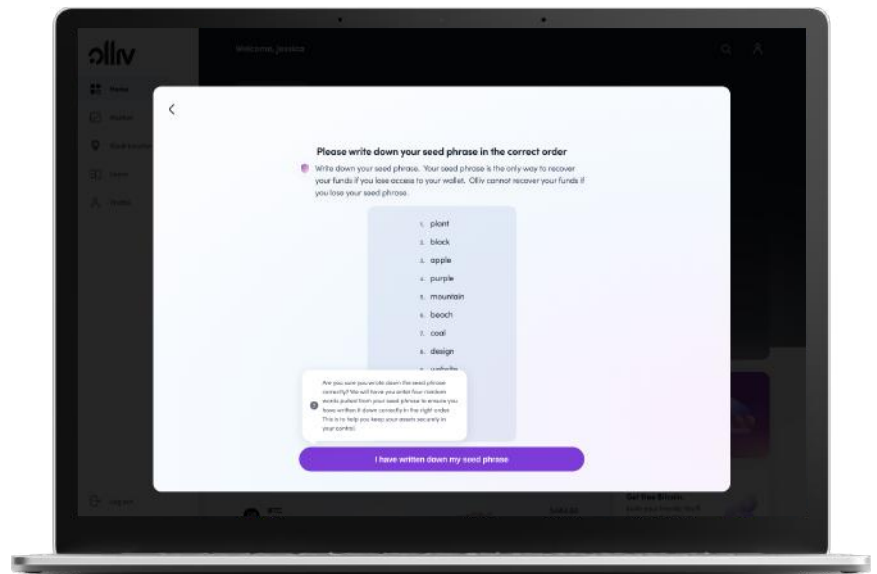 olliv
Welcome, Jessica
Home
Please write down your seed phrase in the correct order
Write down your seed phrase. Your seed phrase is the only way to recover
your funds if you lose access to your wallet. Olliv cannot recover your funds if
you lose your seed phrase.
1. plant
2. block
3. apple
4. purple
5. mountain
6. beach
7. coal
8. design
9. website
Are you sure you wrote down the seed phrase
correctly? We will have you enter four random
words pulled from your seed phrase to ensure you
have written it down correctly in the right order.
This is to help you keep your assets securely in
your control.
I have written down my seed phrase
Log out
Get free Bitcoin